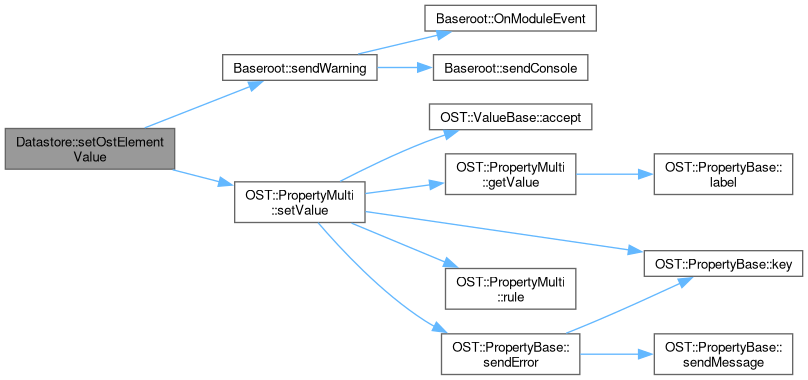 Baseroot::OnModuleEvent
Baseroot::sendWarning
Baseroot::sendConsole
Datastore::setOstElement
Value
OST::ValueBase::accept
OST::PropertyMulti
::getValue
OST::PropertyBase::
label
OST::PropertyMulti
::setValue
OST::PropertyBase::key
OST::PropertyMulti
::rule
OST::PropertyBase::
sendError
OST::PropertyBase::
sendMessage